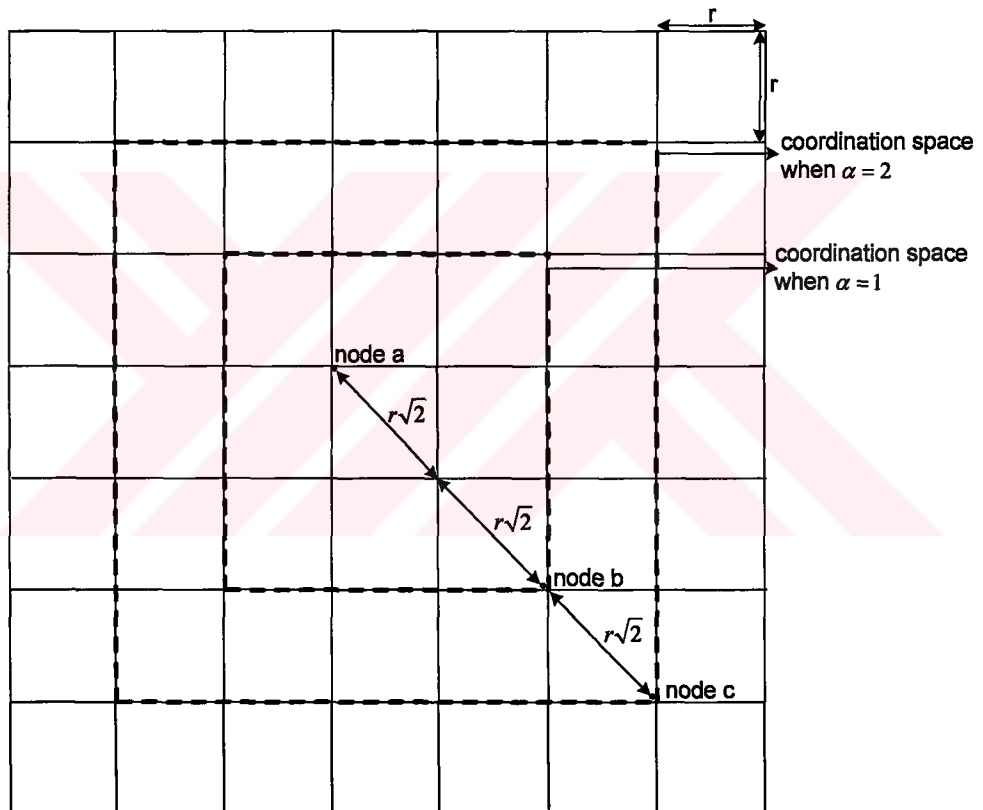 r
r
coordination space
when α = 2
coordination space
when α = 1
node a
r√2
r√2
node b
r√2
node c